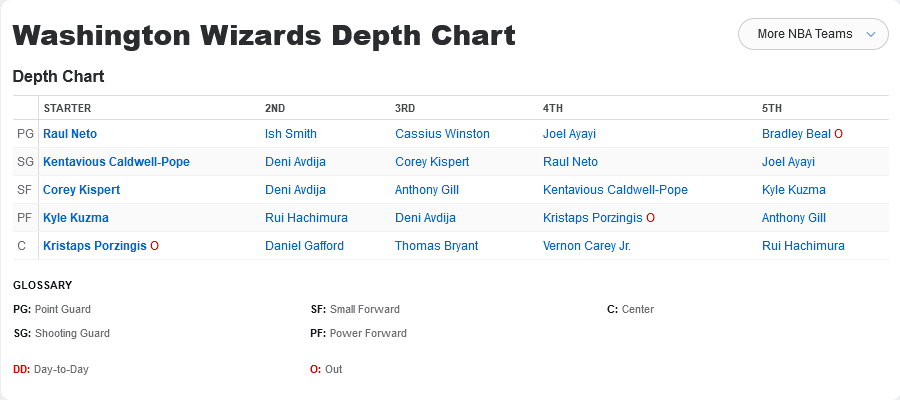 Washington Wizards Depth Chart
More NBA Teams
Depth Chart
STARTER 2ND 3RD 4TH 5TH
PG Raul Neto Ish Smith Cassius Winston Joel Ayayi Bradley Beal O
SG Kentavious Caldwell-Pope Deni Avdija Corey Kispert Raul Neto Joel Ayayi
SF Corey Kispert Deni Avdija Anthony Gill Kentavious Caldwell-Pope Kyle Kuzma
PF Kyle Kuzma Rui Hachimura Deni Avdija Kristaps Porzingis O Anthony Gill
C Kristaps Porzingis O Daniel Gafford Thomas Bryant Vernon Carey Jr. Rui Hachimura
GLOSSARY
PG: Point Guard SF: Small Forward C: Center
SG: Shooting Guard PF: Power Forward
DD: Day-to-Day O: Out